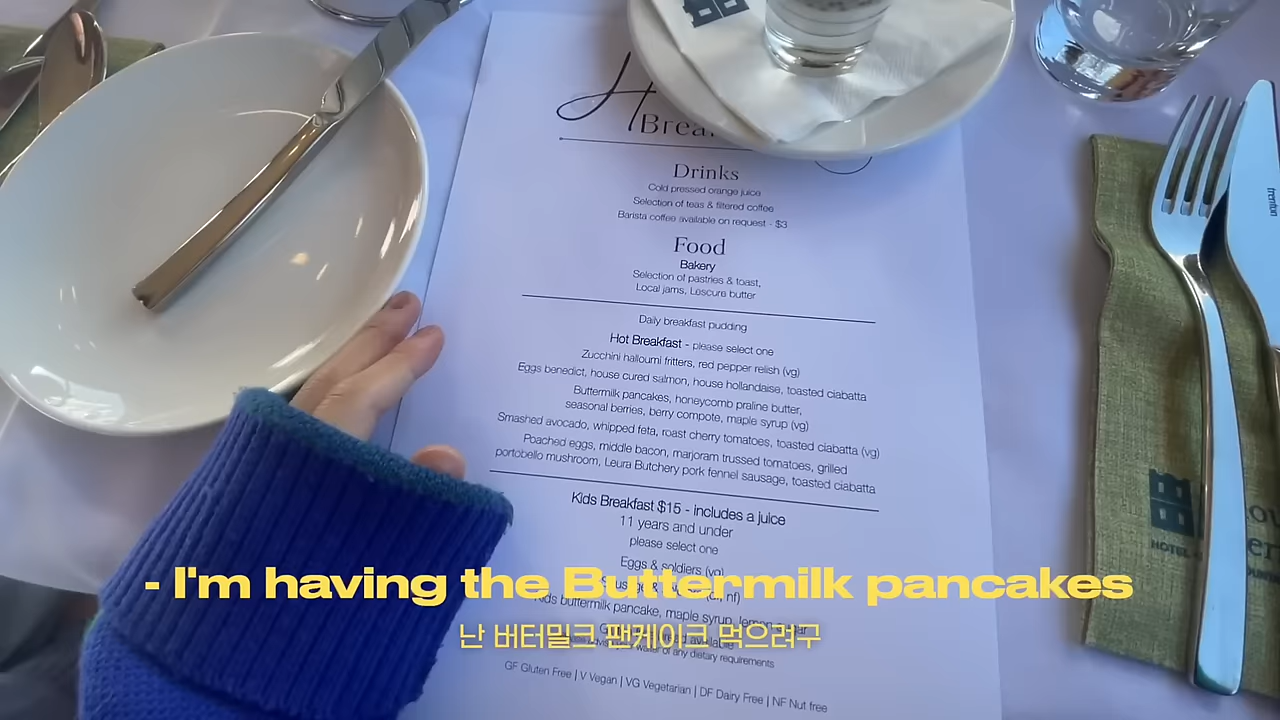 Drinks
Cold pressed orange juice
Selection of teas & filtered coffee
Barista coffee available on request - $3
Food
Bakery
Selection of pastries & toast,
Local jams, Lescure butter
Daily breakfast pudding
Hot Breakfast - please select one
Zucchini halloumi fritters, red pepper relish (vg)
Eggs benedict, house cured salmon, house hollandaise, toasted ciabatta
Buttermilk pancakes, honeycomb praline butter,
seasonal berries, berry compote, maple syrup (vg)
Smashed avocado, whipped feta, roast cherry tomatoes, toasted ciabatta (vg)
Poached eggs, middle bacon, marjoram trussed tomatoes, grilled
portobello mushroom, Leura Butchery pork fennel sausage, toasted ciabatta
Kids Breakfast $15 - includes a juice
11 years and under
please select one
Eggs & soldiers (vg)
buttermilk pancake, maple syrup,
of any dietary requirements
GF Gluten Free | V Vegan | VG Vegetarian | DF Dairy Free | NF Nut free
- I'm having the Buttermilk pancakes
난 버터밀크 팬케이크 먹으려구
HOTEL
trenton